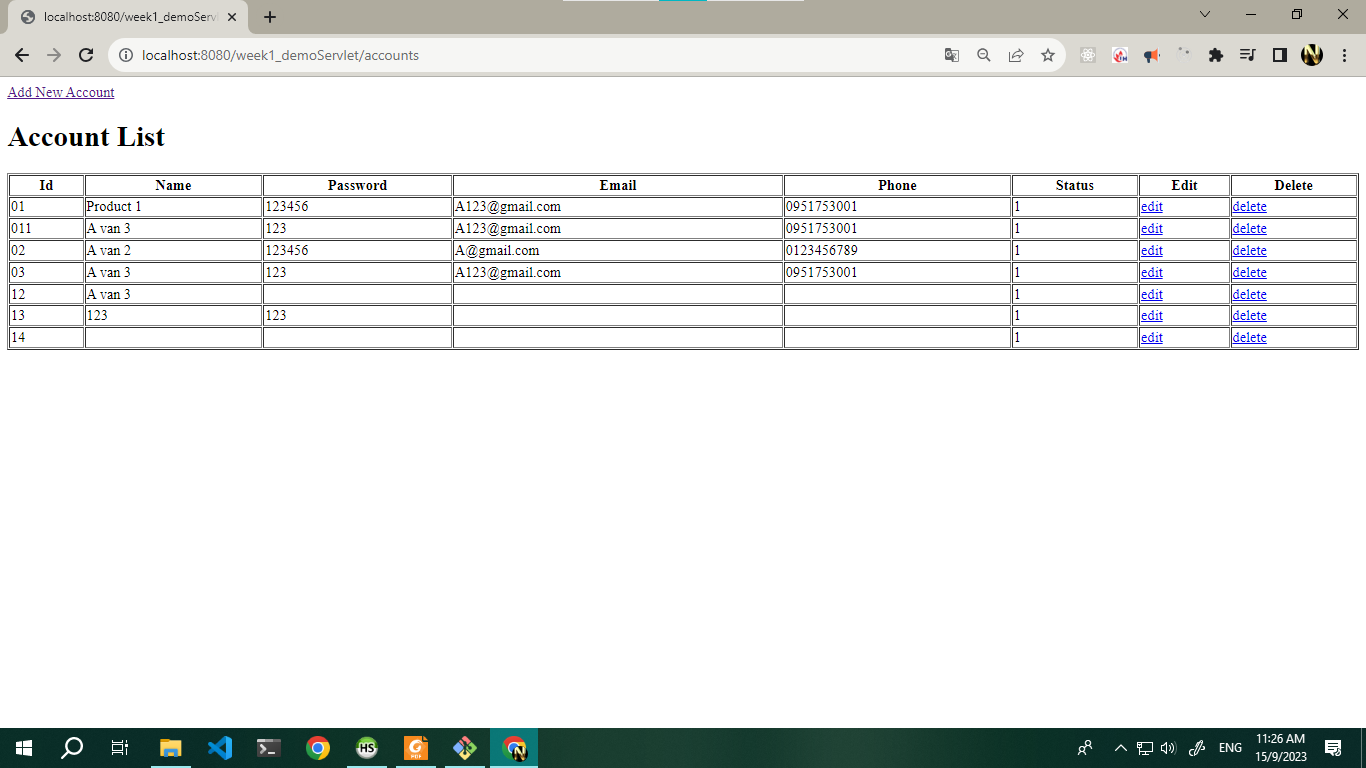 localhost:8080/week1_demoServl
localhost:8080/week1_demoServlet/accounts
Add New Account
Account List
Id Name Password Email Phone Status Edit Delete
01 Product 1 123456 A123@gmail.com 0951753001 1 edit delete
011 A van 3 123 A123@gmail.com 0951753001 1 edit delete
02 A van 2 123456 A@gmail.com 0123456789 1 edit delete
03 A van 3 123 A123@gmail.com 0951753001 1 edit delete
12 A van 3 1 edit delete
13 123 123 1 edit delete
14 1 edit delete
HS
PDF
N
ENG
11:26 AM
15/9/2023